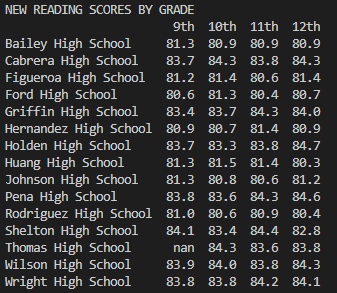 NEW READING SCORES BY GRADE
9th 10th 11th 12th
Bailey High School 81.3 80.9 80.9 80.9
Cabrera High School 83.7 84.3 83.8 84.3
Figueroa High School 81.2 81.4 80.6 81.4
Ford High School 80.6 81.3 80.4 80.7
Griffin High School 83.4 83.7 84.3 84.0
Hernandez High School 80.9 80.7 81.4 80.9
Holden High School 83.7 83.3 83.8 84.7
Huang High School 81.3 81.5 81.4 80.3
Johnson High School 81.3 80.8 80.6 81.2
Pena High School 83.8 83.6 84.3 84.6
Rodriguez High School 81.0 80.6 80.9 80.4
Shelton High School 84.1 83.4 84.4 82.8
Thomas High School nan 84.3 83.6 83.8
Wilson High School 83.9 84.0 83.8 84.3
Wright High School 83.8 83.8 84.2 84.1